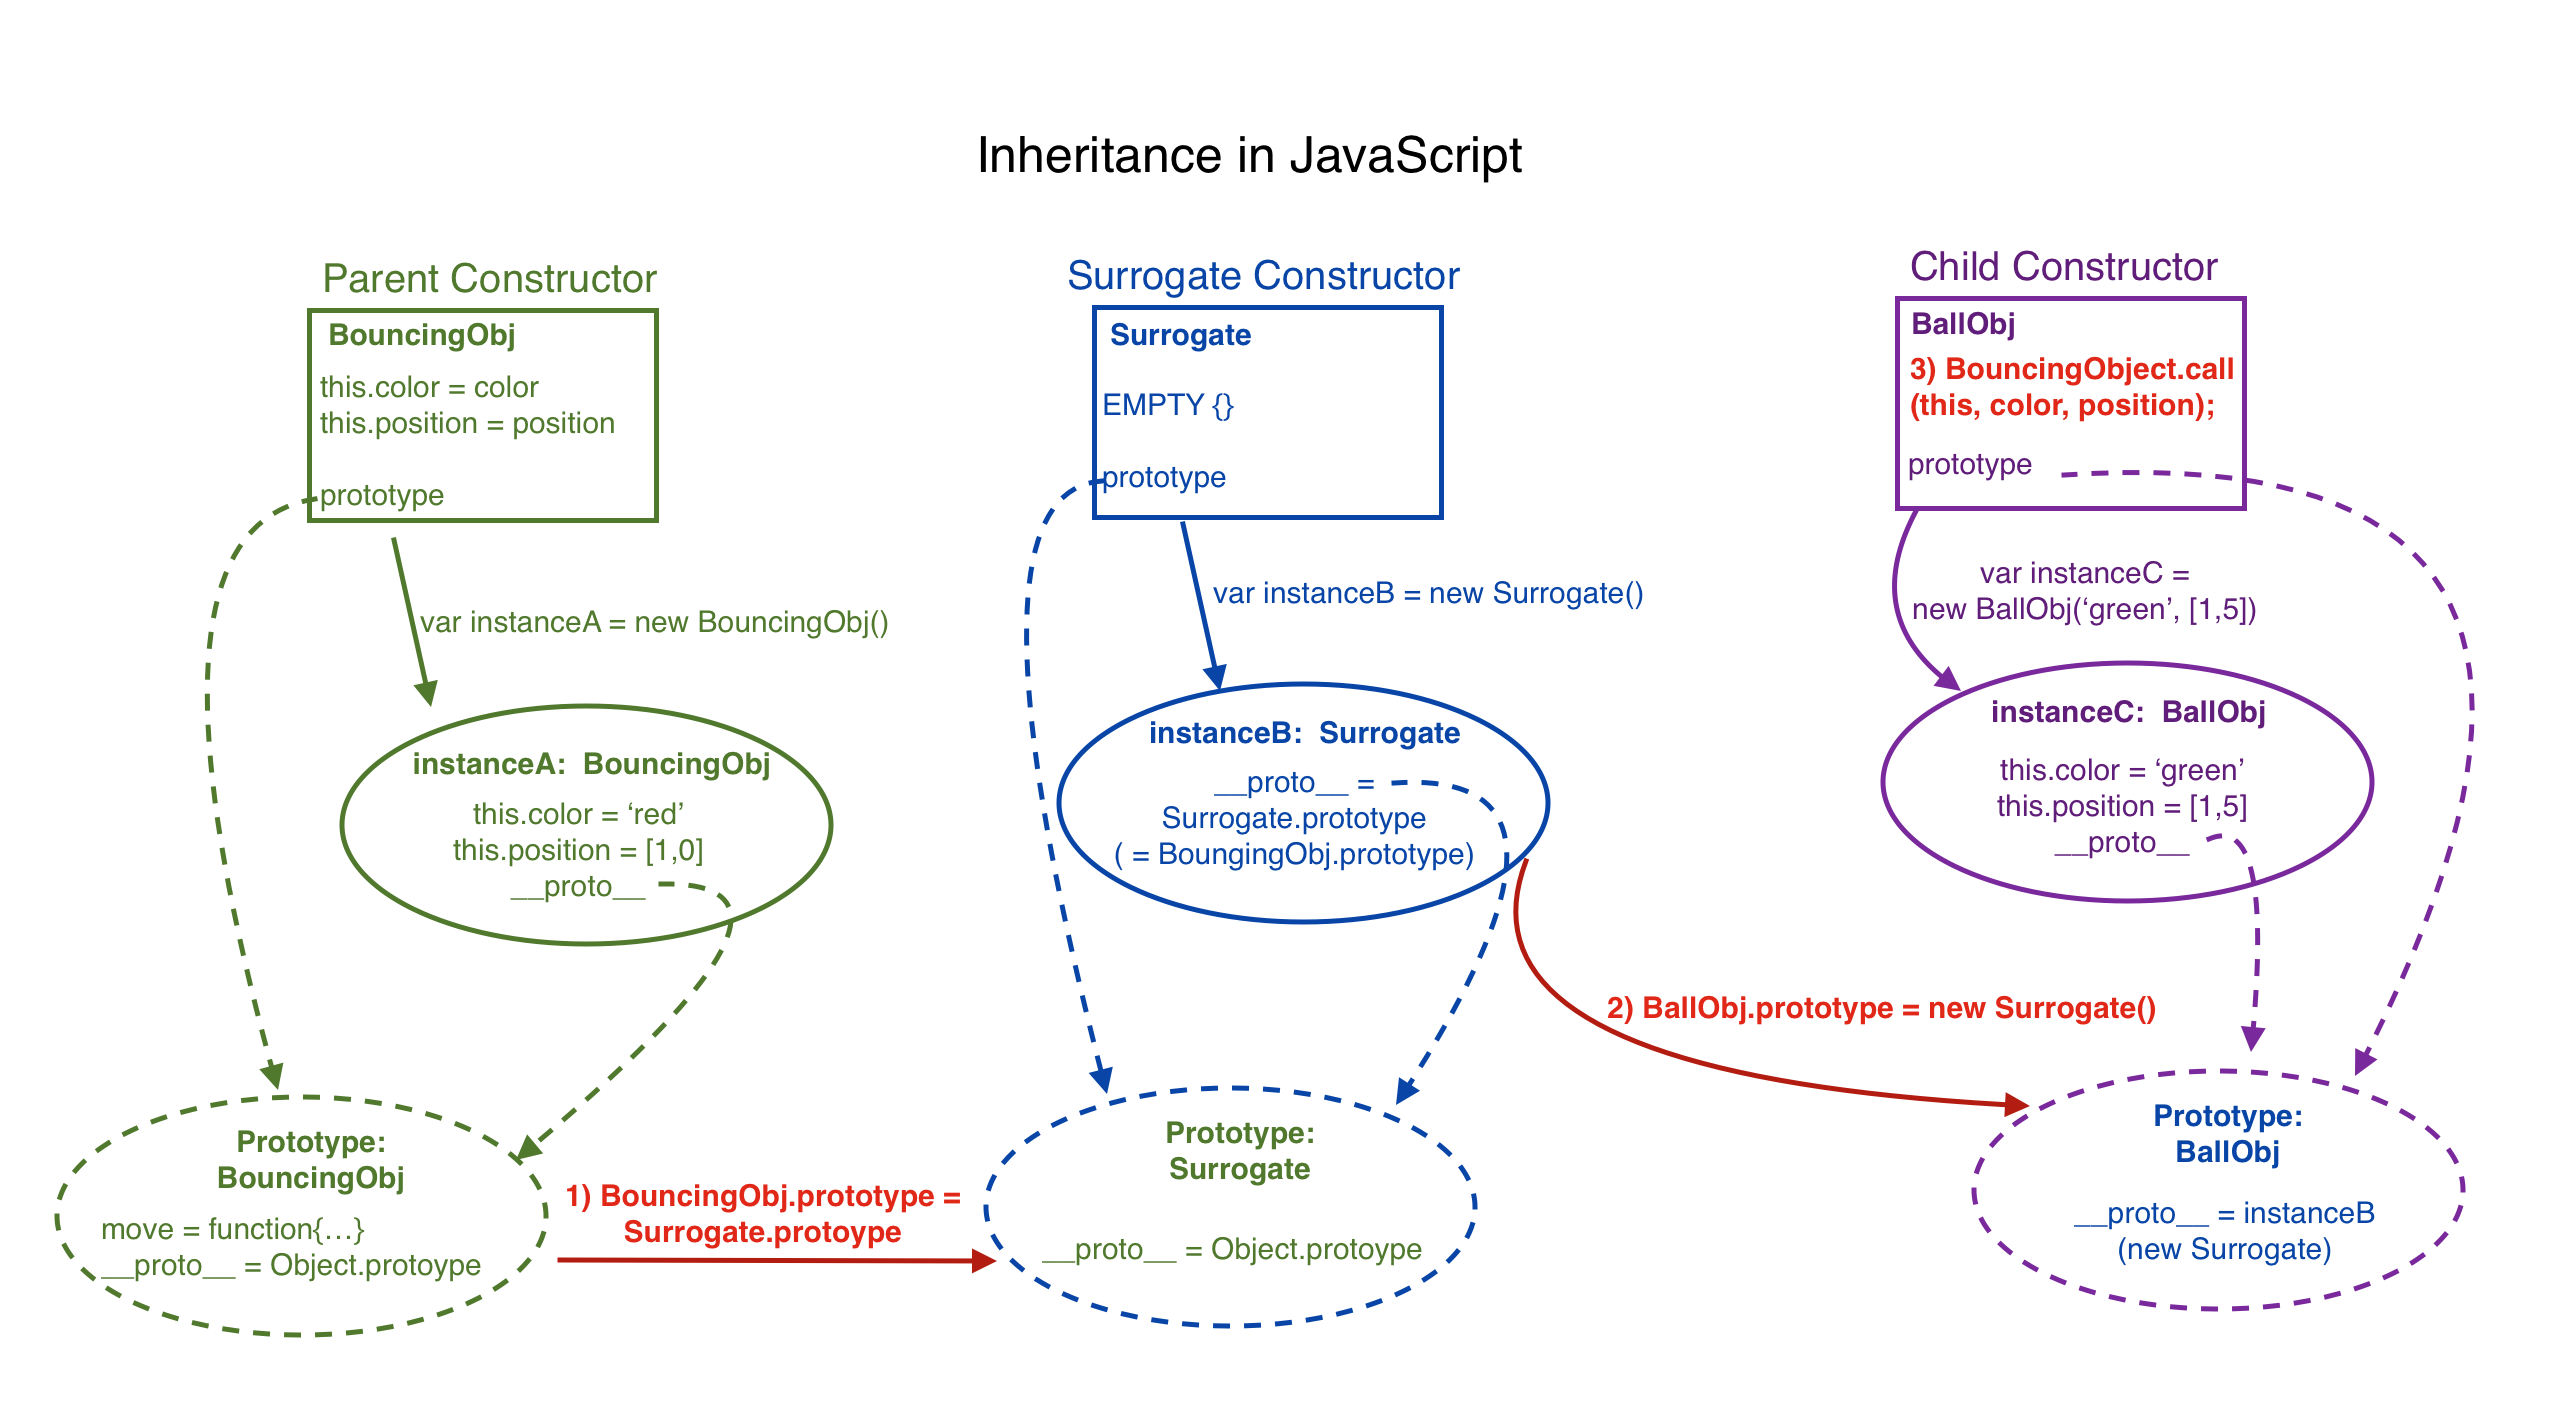 Inheritance in JavaScript
Parent Constructor
BouncingObj
this.color = color
this.position = position
prototype
var instanceA = new BouncingObj()
instanceA:  BouncingObj
this.color = ‘red’
this.position = [1,0]
__proto__
Prototype:
BouncingObj
move = function{…}
__proto__ = Object.protoype
1) BouncingObj.prototype =
Surrogate.protoype
Surrogate Constructor
Surrogate
EMPTY {}
prototype
var instanceB = new Surrogate()
instanceB:  Surrogate
__proto__ =
Surrogate.prototype
( = BoungingObj.prototype)
Prototype:
Surrogate
__proto__ = Object.protoype
2) BallObj.prototype = new Surrogate()
Child Constructor
BallObj
3) BouncingObject.call
(this, color, position);
prototype
var instanceC =
new BallObj(‘green’, [1,5])
instanceC:  BallObj
this.color = ‘green’
this.position = [1,5]
__proto__
Prototype:
BallObj
__proto__ = instanceB
(new Surrogate)